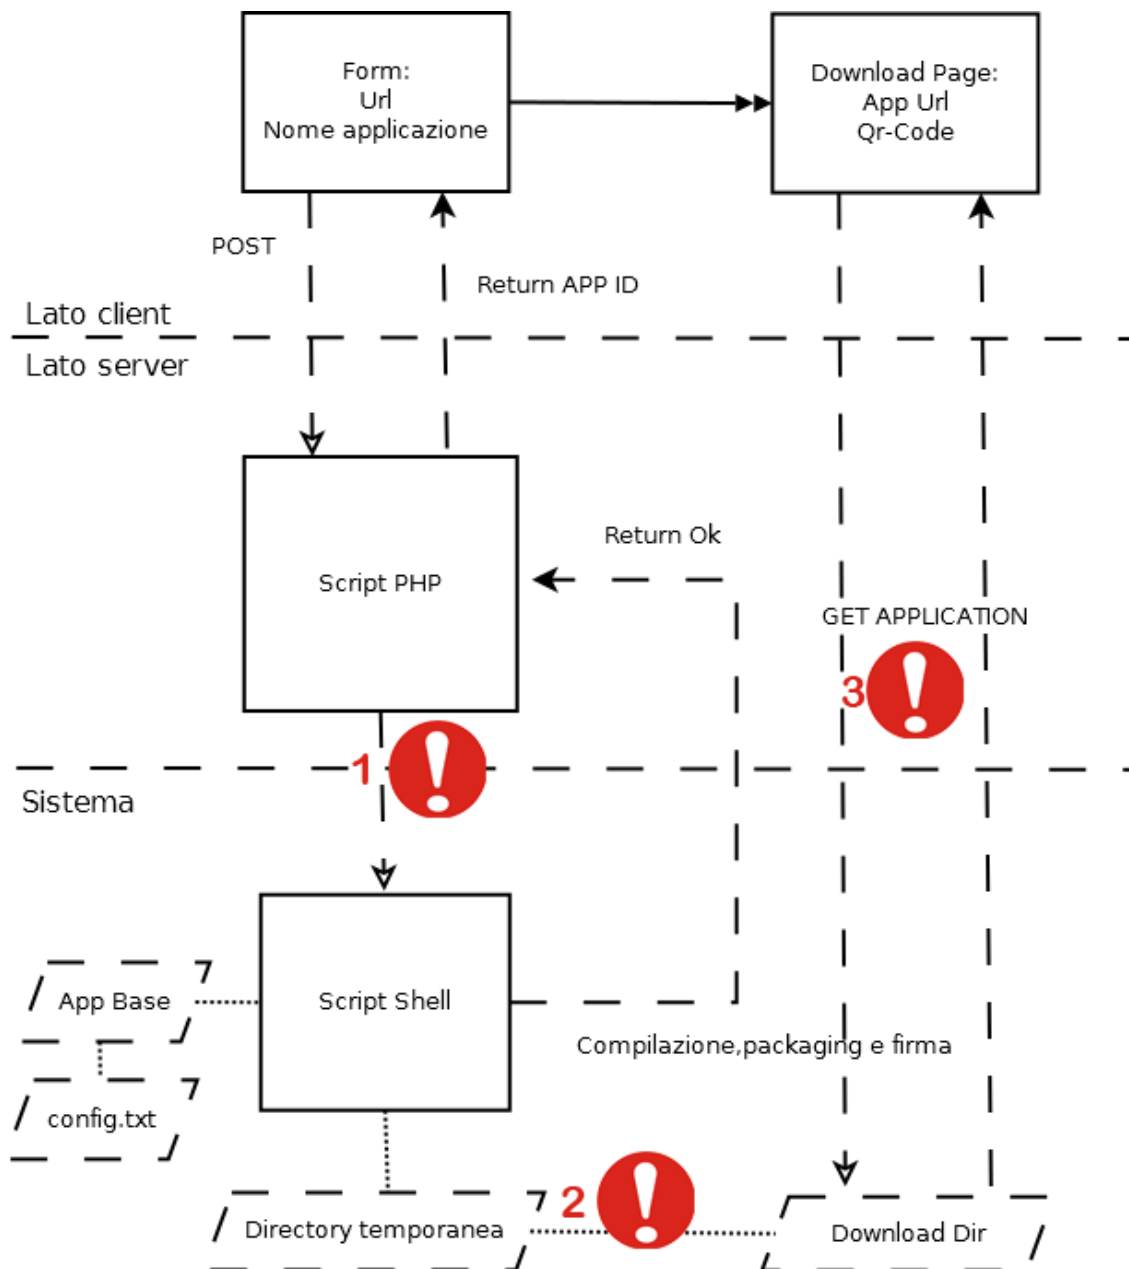 Form:
Url
Nome applicazione
Download Page:
App Url
Qr-Code
POST
Return APP ID
Lato client
Lato server
Return Ok
Script PHP
GET APPLICATION
3
1
Sistema
App Base
Script Shell
Compilazione,packaging e firma
config.txt
2
Directory temporanea
Download Dir